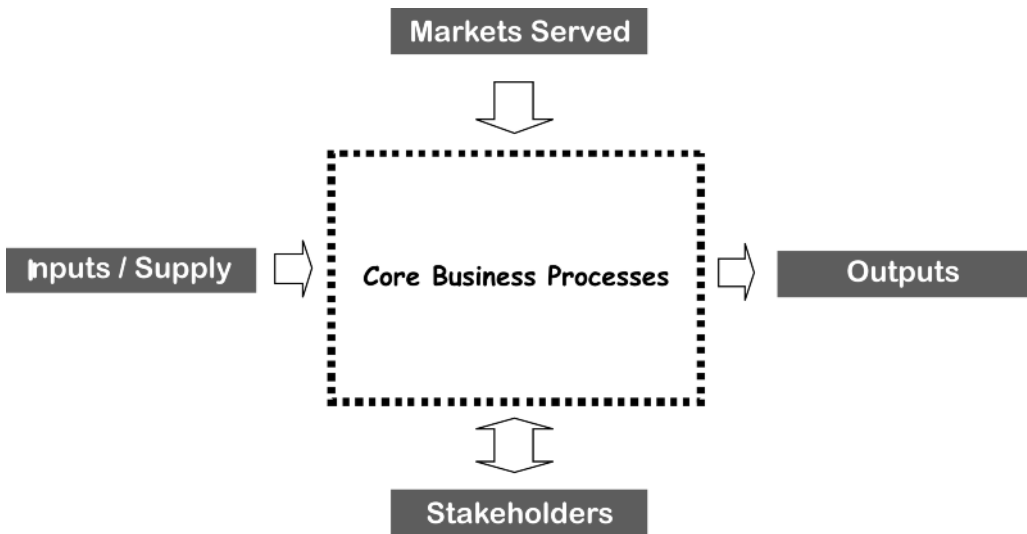 Markets Served
Inputs / Supply
Core Business Processes
Outputs
Stakeholders